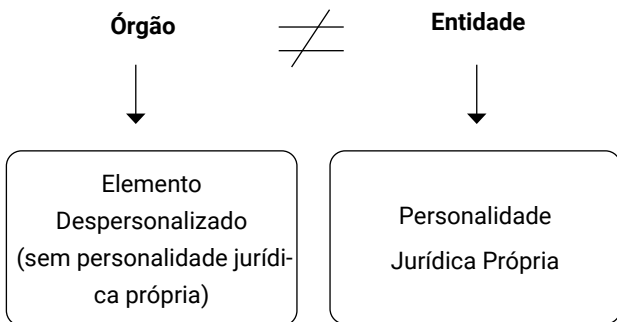 Órgão
Entidade
Elemento
Despersonalizado
(sem personalidade jurídi-
ca própria)
Personalidade
Jurídica Própria